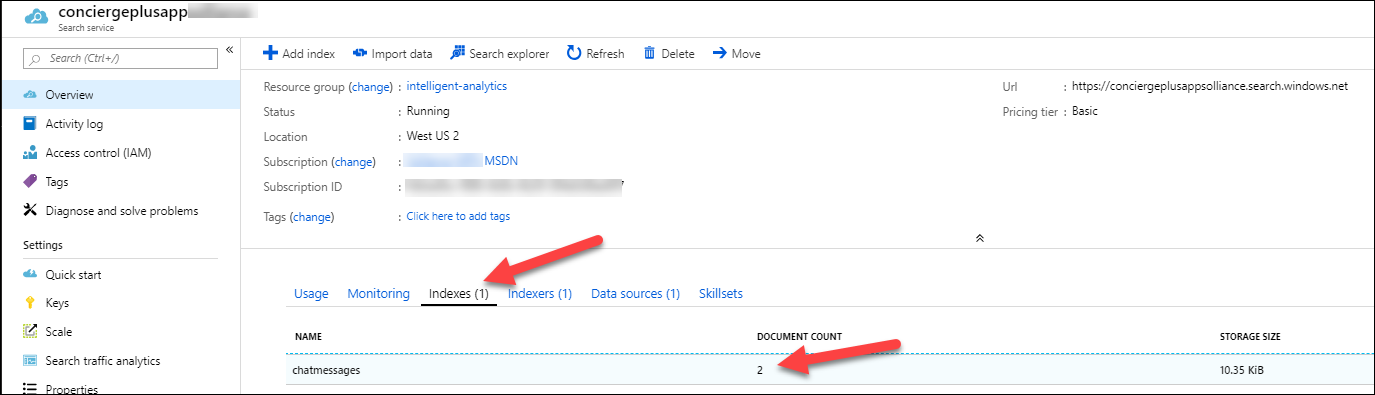 conciergeplusapp
Search service
Search (Ctrl+/)
«
Overview
Activity log
Access control (IAM)
Tags
Diagnose and solve problems
Settings
Quick start
Keys
Scale
Search traffic analytics
Properties
Add index Import data Search explorer Refresh Delete Move
Resource group (change) : intelligent-analytics
Status : Running
Location : West US 2
Subscription (change) : MSDN
Subscription ID :
Tags (change) : Click here to add tags
Url : https://conciergeplusappsolliance.search.windows.net
Pricing tier : Basic
Usage Monitoring Indexes (1) Indexers (1) Data sources (1) Skillsets
NAME DOCUMENT COUNT STORAGE SIZE
chatmessages 2 10.35 KiB